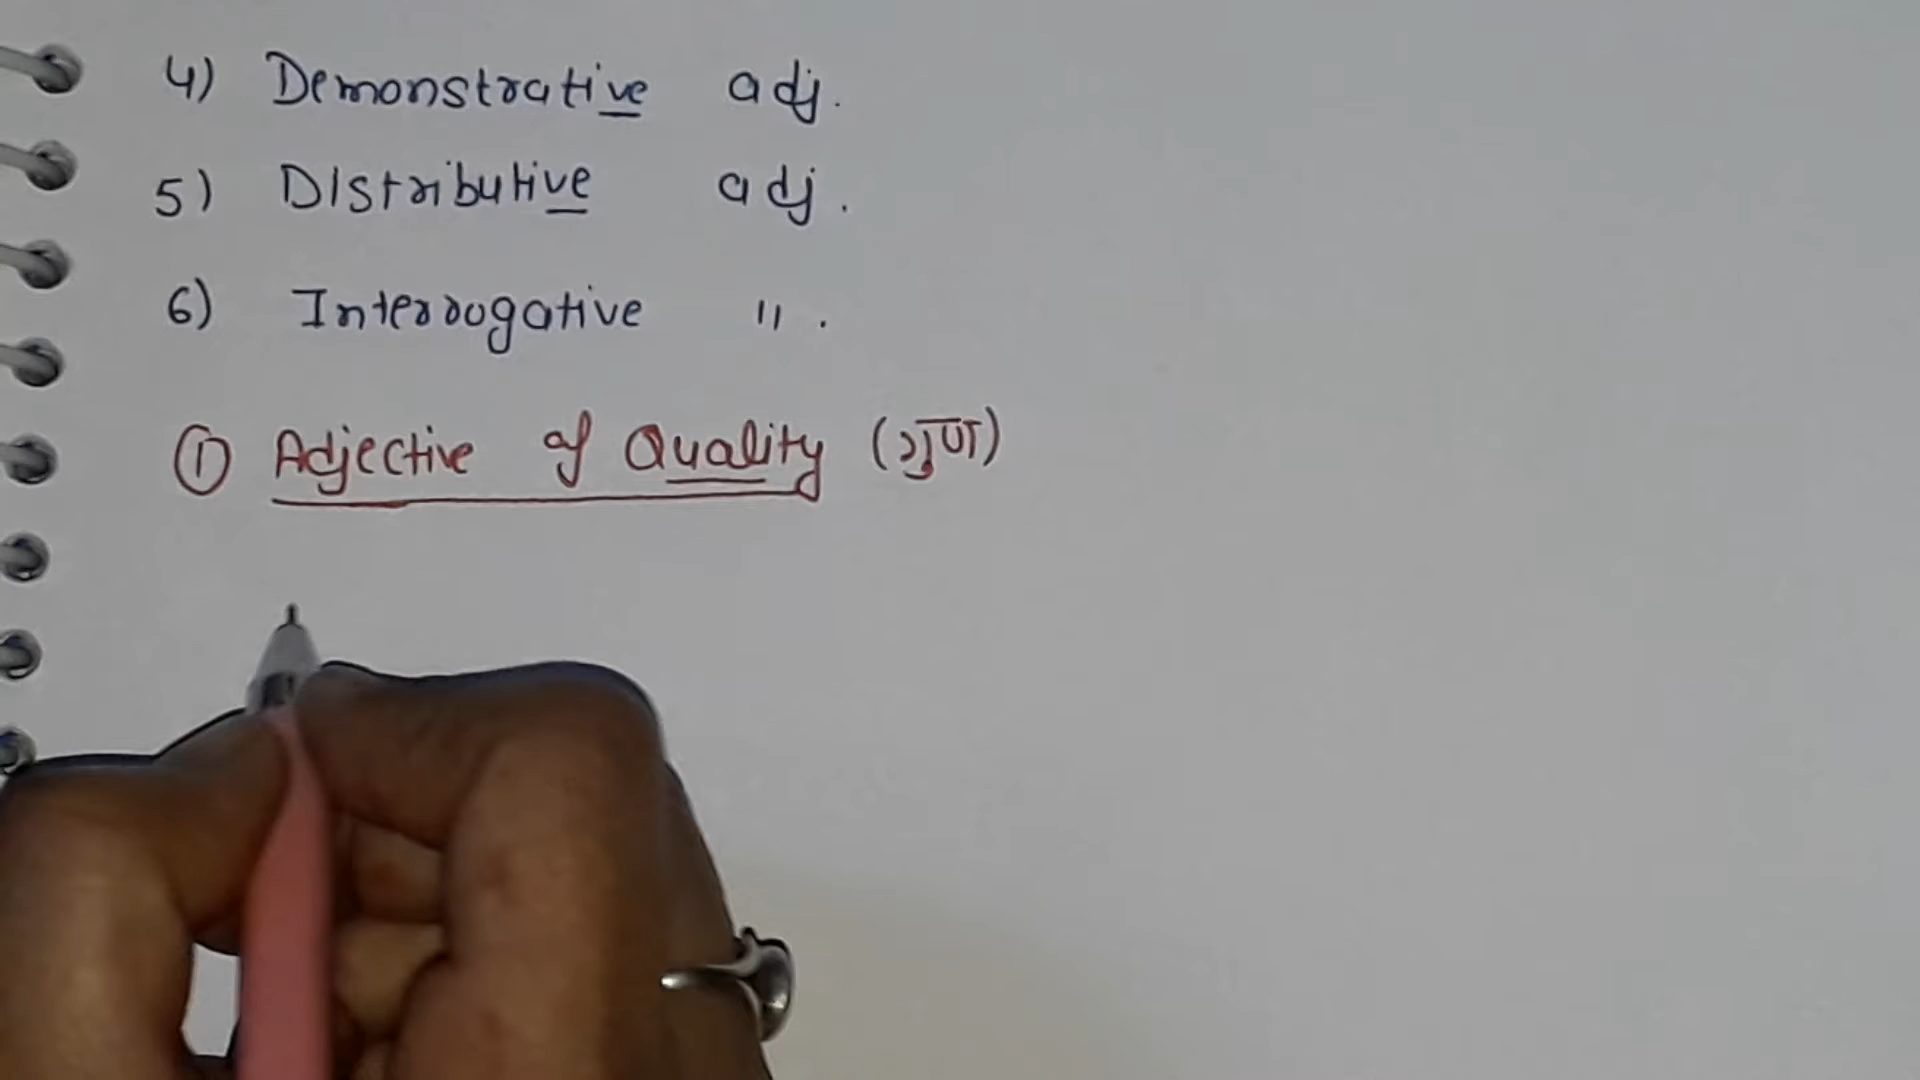 4) Demonstrative adj.
5) Distributive adj.
6) Interrogative " .
① Adjective of Quality (गुण)